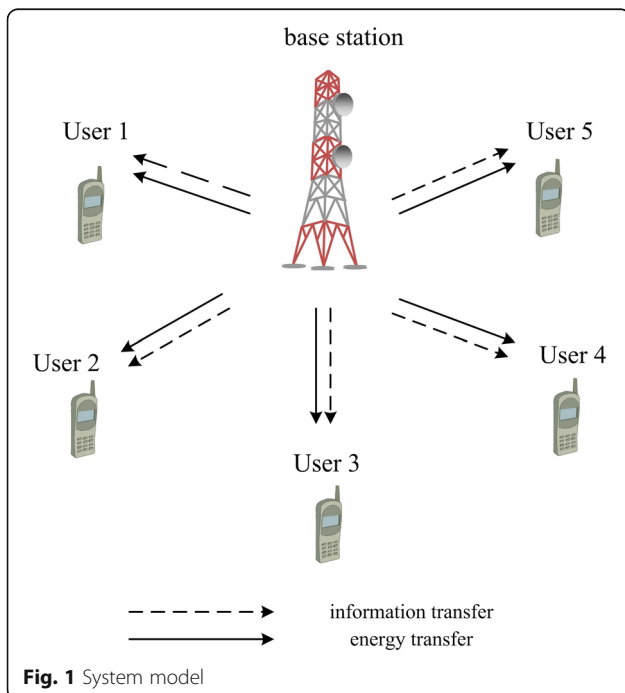 base station
User 1
User 5
User 2
User 4
User 3
information transfer
energy transfer
Fig. 1 System model